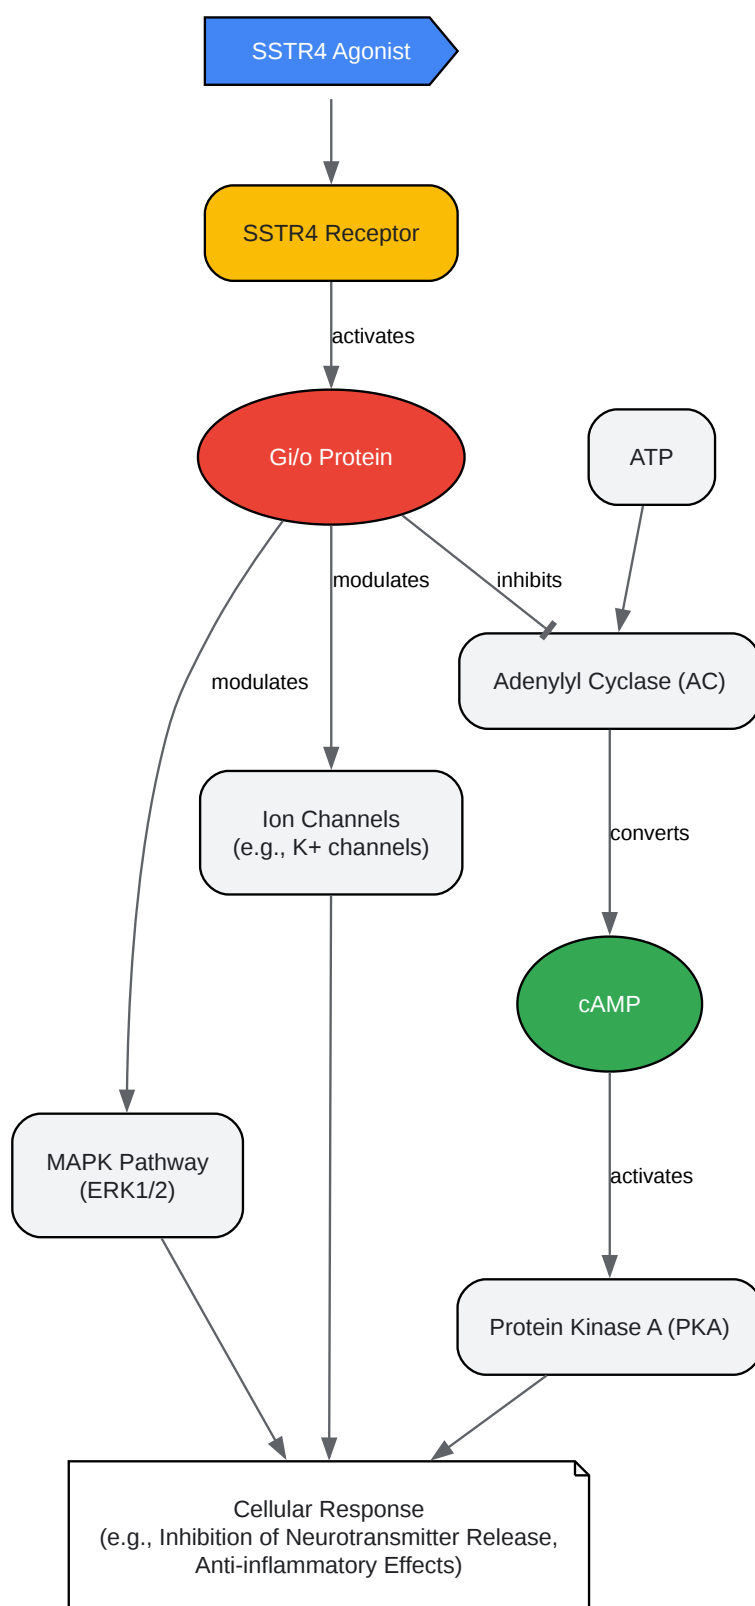 SSTR4 Agonist
SSTR4 Receptor
activates
Gi/o Protein
ATP
modulates
inhibits
modulates
Adenylyl Cyclase (AC)
Ion Channels
(e.g., K+ channels)
converts
cAMP
MAPK Pathway
(ERK1/2)
activates
Protein Kinase A (PKA)
Cellular Response
(e.g., Inhibition of Neurotransmitter Release,
Anti-inflammatory Effects)